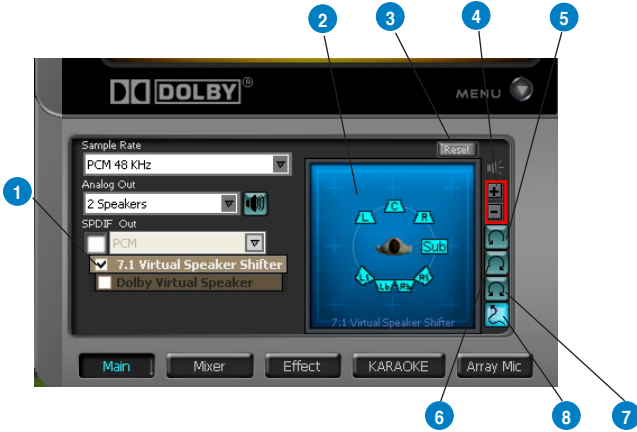 2
3
4
5
DOLBY®
MENU
Sample Rate
Reset
PCM 48 KHz
Analog Out
1
2 Speakers
SPDIF Out
PCM
7.1 Virtual Speaker Shifter
Dolby Virtual Speaker
C
L
R
Sub
Ls
Rs
Lb
Rb
7.1 Virtual Speaker Shifter
+
-
Main
Mixer
Effect
KARAOKE
Array Mic
6
8
7